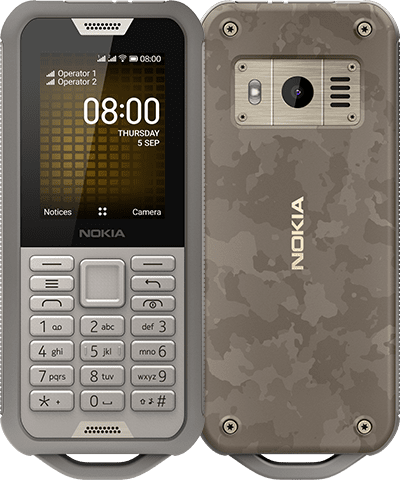 08:00
Operator 1
Operator 2
08:00
THURSDAY
5 SEP
Notices
Camera
NOKIA
1
2 abc
def 3
4 ghi
5 jkl
mno 6
7 pqrs
8 tuv
wxyz 9
* +
0
#
NOKIA